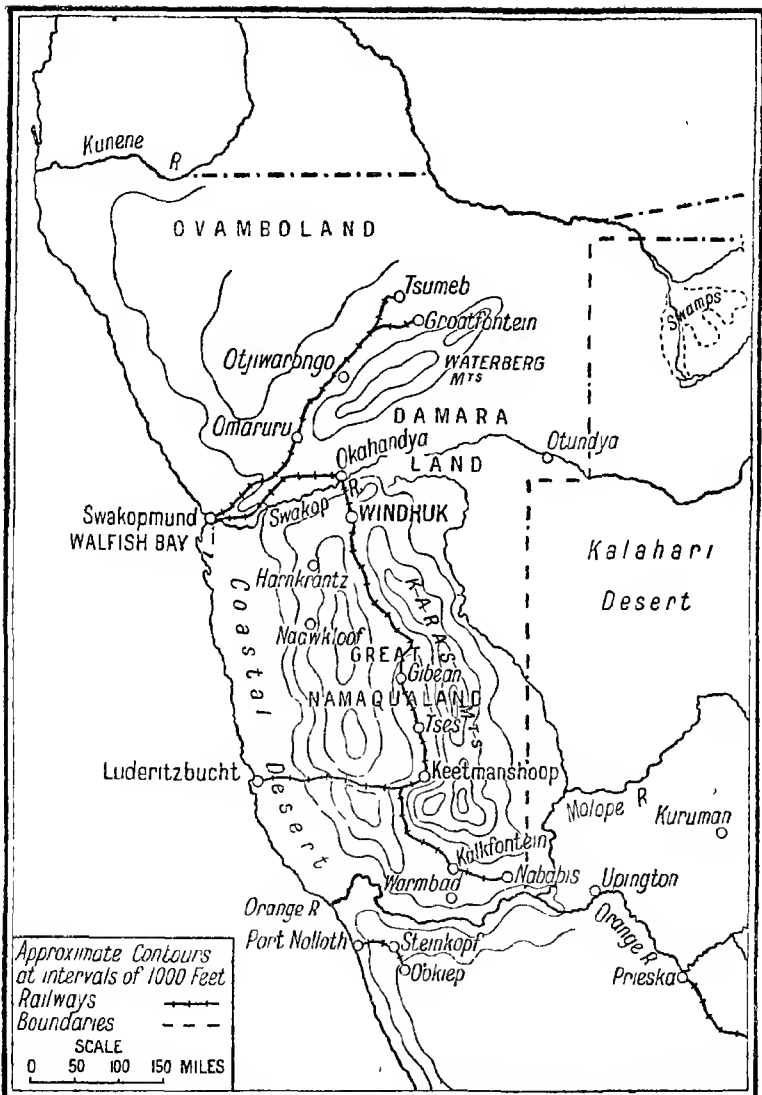 Kunene
R
OVAMBOLAND
Tsumeb
Grootfontein
Swamps
Otjiwarongo
WATERBERG
MTS
DAMARA
Omaruru
Okahandya
LAND
Otundya
Swakop R
Swakopmund
WINDHUK
WALFISH BAY
Kalahari
Desert
Harnkrantz
KARAS MTS
Naawkloof
Coastal Desert
GREAT
Gibean
NAMAQUALAND
Tses
Luderitzbucht
Keetmanshoop
Molope R
Kuruman
Kalkfontein
Nababis
Warmbad
Upington
Orange R
Orange R
Port Nolloth
Steinkopf
O'okiep
Prieska
Approximate Contours
at intervals of 1000 Feet
Railways
Boundaries
SCALE
0 50 100 150 MILES